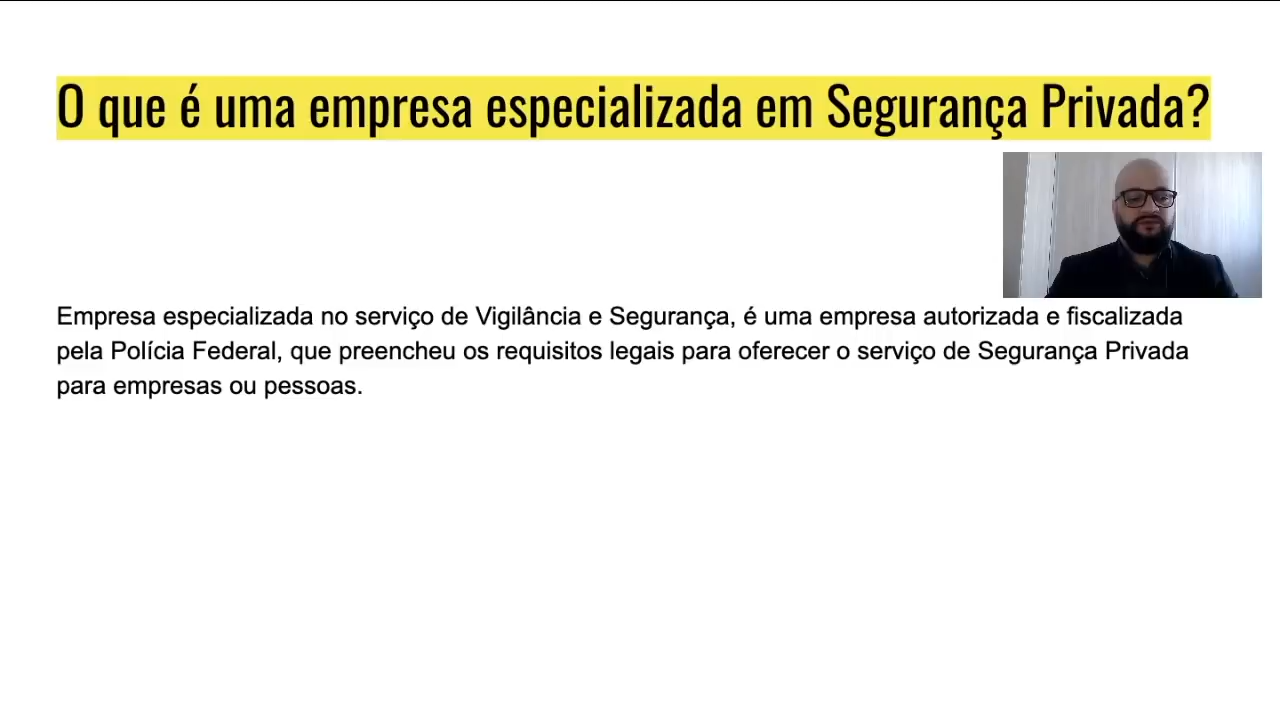 O que é uma empresa especializada em Segurança Privada?
Empresa especializada no serviço de Vigilância e Segurança, é uma empresa autorizada e fiscalizada
pela Polícia Federal, que preencheu os requisitos legais para oferecer o serviço de Segurança Privada
para empresas ou pessoas.